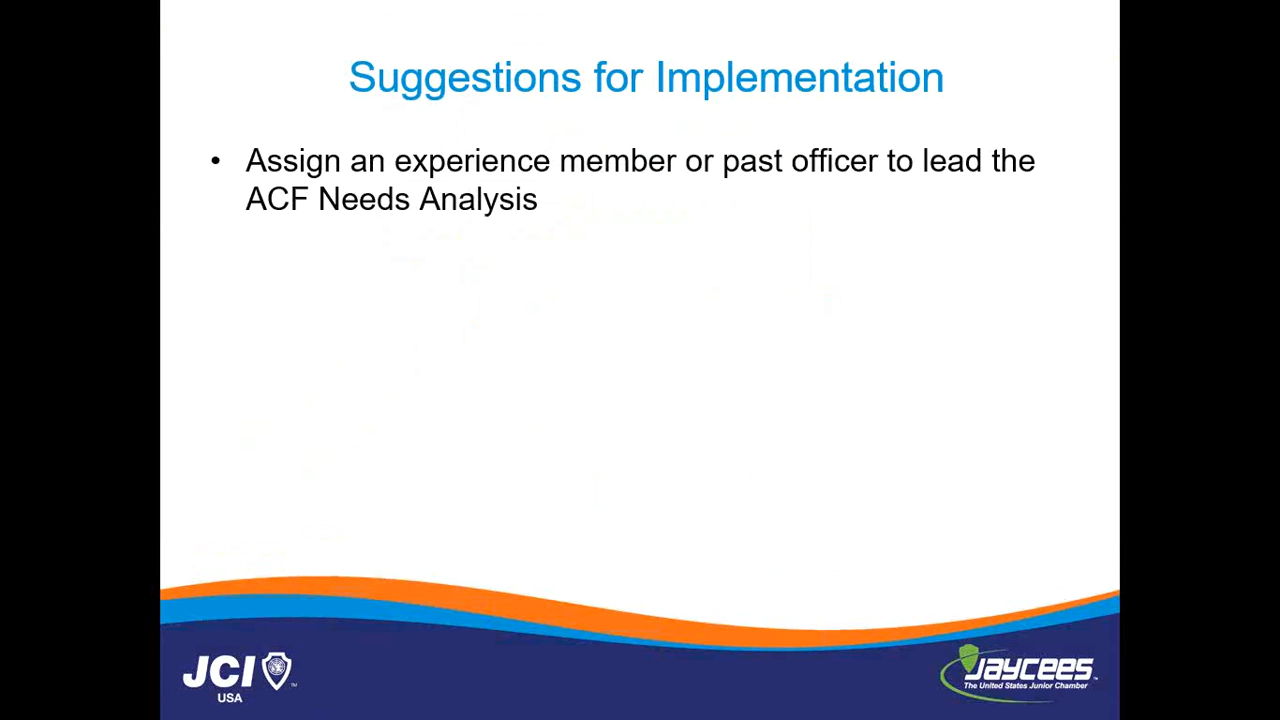 Suggestions for Implementation
• Assign an experience member or past officer to lead the
ACF Needs Analysis
JCI
USA
Jaycees
The United States Junior Chamber